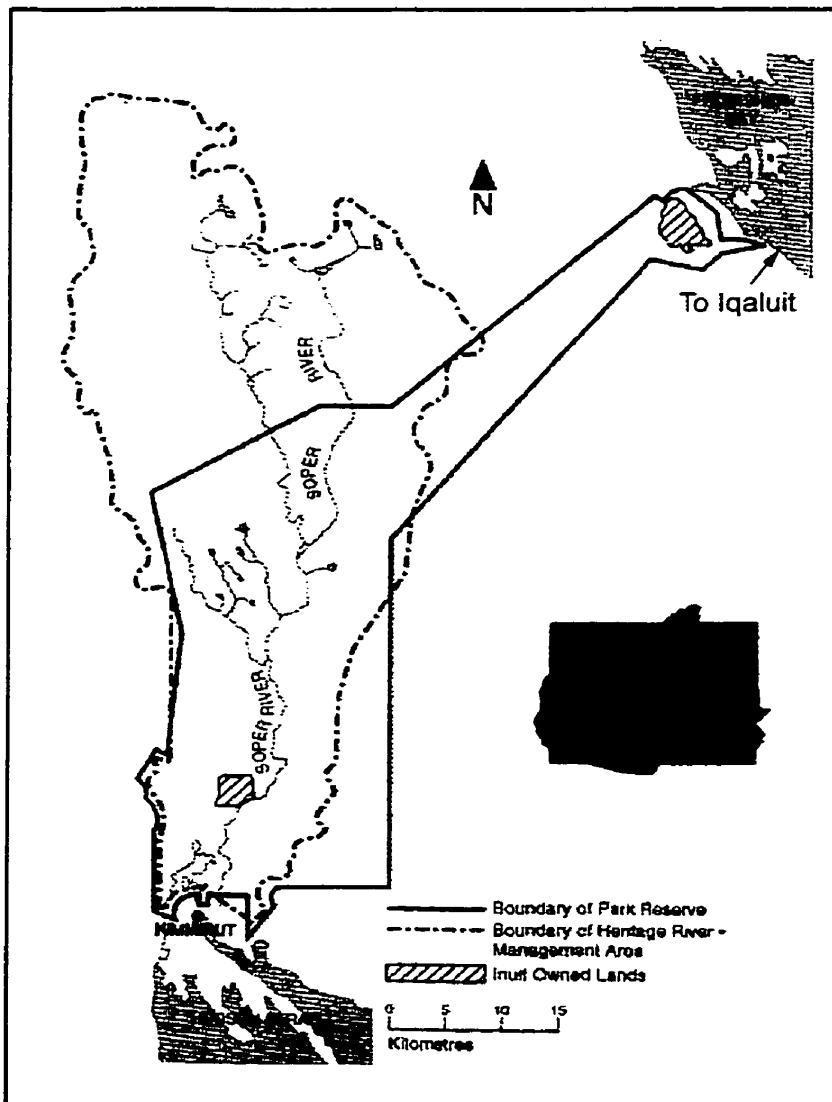 N
To Iqaluit
RIVER
SOPER
SOPER RIVER
Boundary of Park Reserve
Boundary of Heritage River -
Management Area
Inuit Owned Lands
0 5 10 15
Kilometres